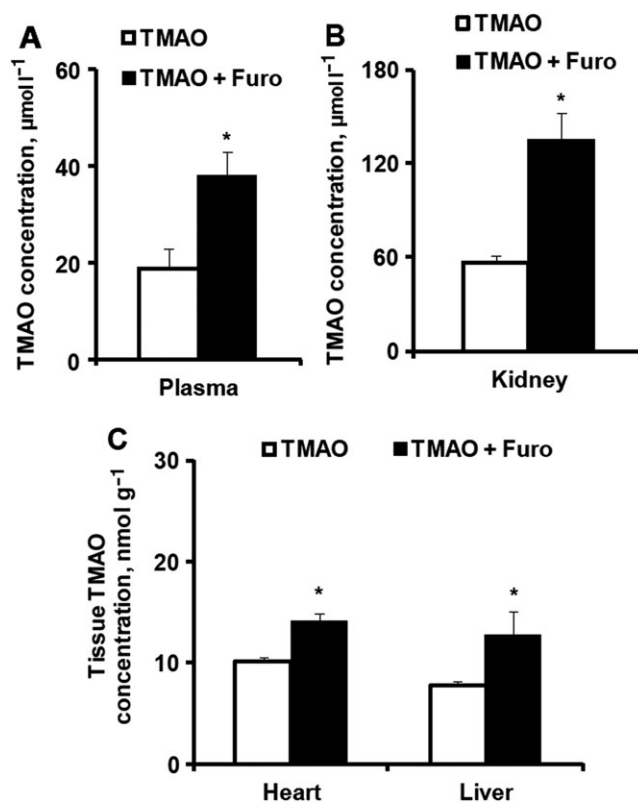 A
TMAO
TMAO + Furo
TMAO concentration, µmol l⁻¹
60
40
20
0
*
Plasma
B
TMAO
TMAO + Furo
TMAO concentration, µmol l⁻¹
180
120
60
0
*
Kidney
C
TMAO
TMAO + Furo
Tissue TMAO
concentration, nmol g⁻¹
30
20
10
0
*
*
Heart
Liver